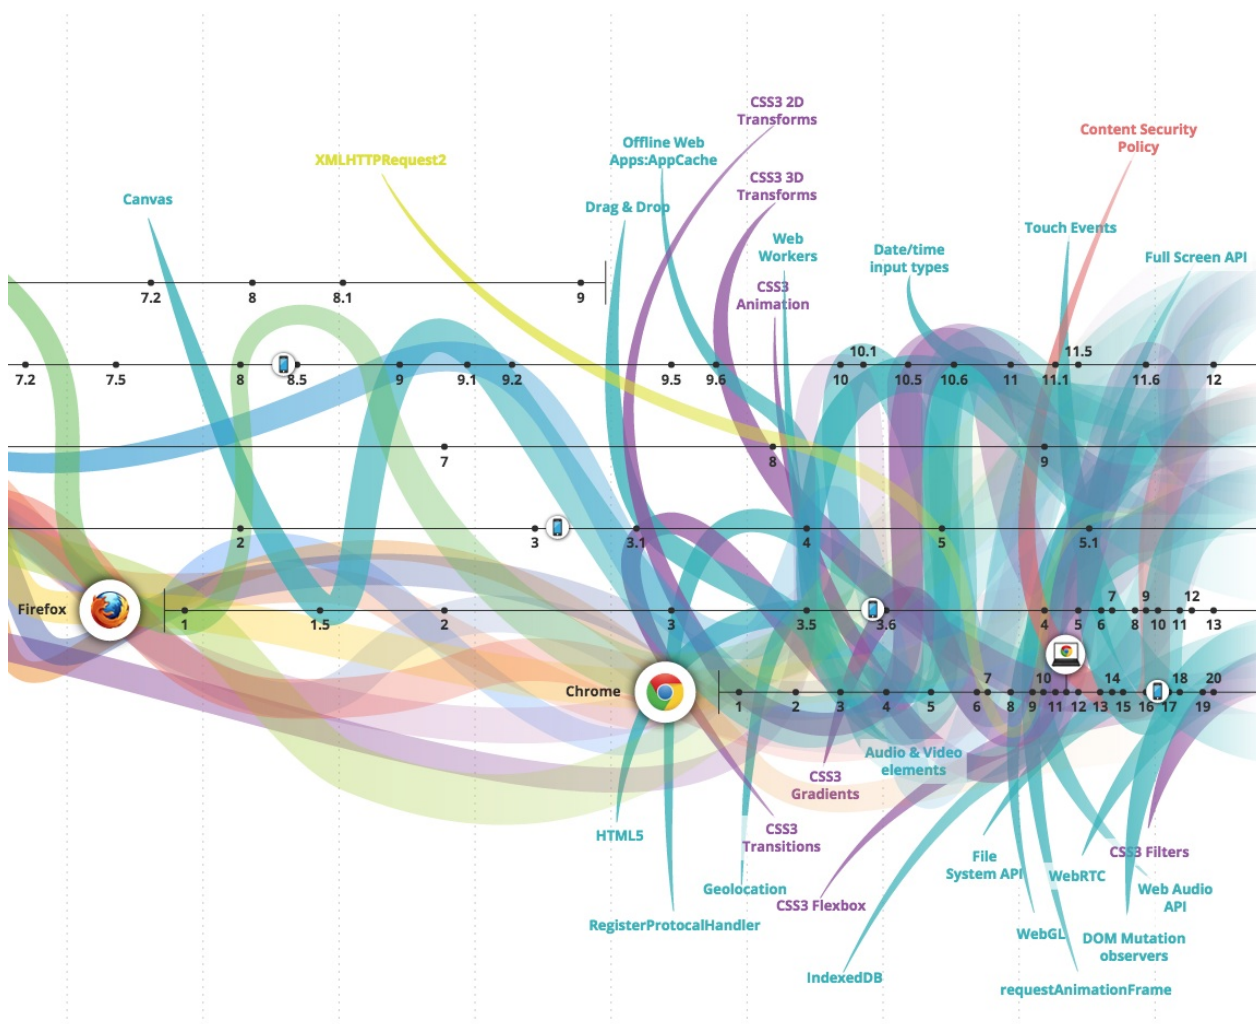 CSS3 2D
Transforms
Content Security
Policy
Offline Web
Apps:AppCache
XMLHTTPRequest2
CSS3 3D
Transforms
Canvas
Drag & Drop
Touch Events
Web
Workers
Date/time
input types
Full Screen API
CSS3
Animation
7.2 8 8.1 9
10.1 11.5
7.2 7.5 8 8.5 9 9.1 9.2 9.5 9.6 10 10.5 10.6 11 11.1 11.6 12
7 8 9
2 3 3.1 4 5 5.1
7 9 12
Firefox
1 1.5 2 3 3.5 3.6 4 5 6 8 10 11 13
7 10 14 18 20
Chrome
1 2 3 4 5 6 8 9 11 12 13 15 16 17 19
Audio & Video
elements
CSS3
Gradients
HTML5
CSS3
Transitions
File
System API
CSS3 Filters
WebRTC
Geolocation
Web Audio
API
CSS3 Flexbox
RegisterProtocalHandler
WebGL
DOM Mutation
observers
IndexedDB
requestAnimationFrame